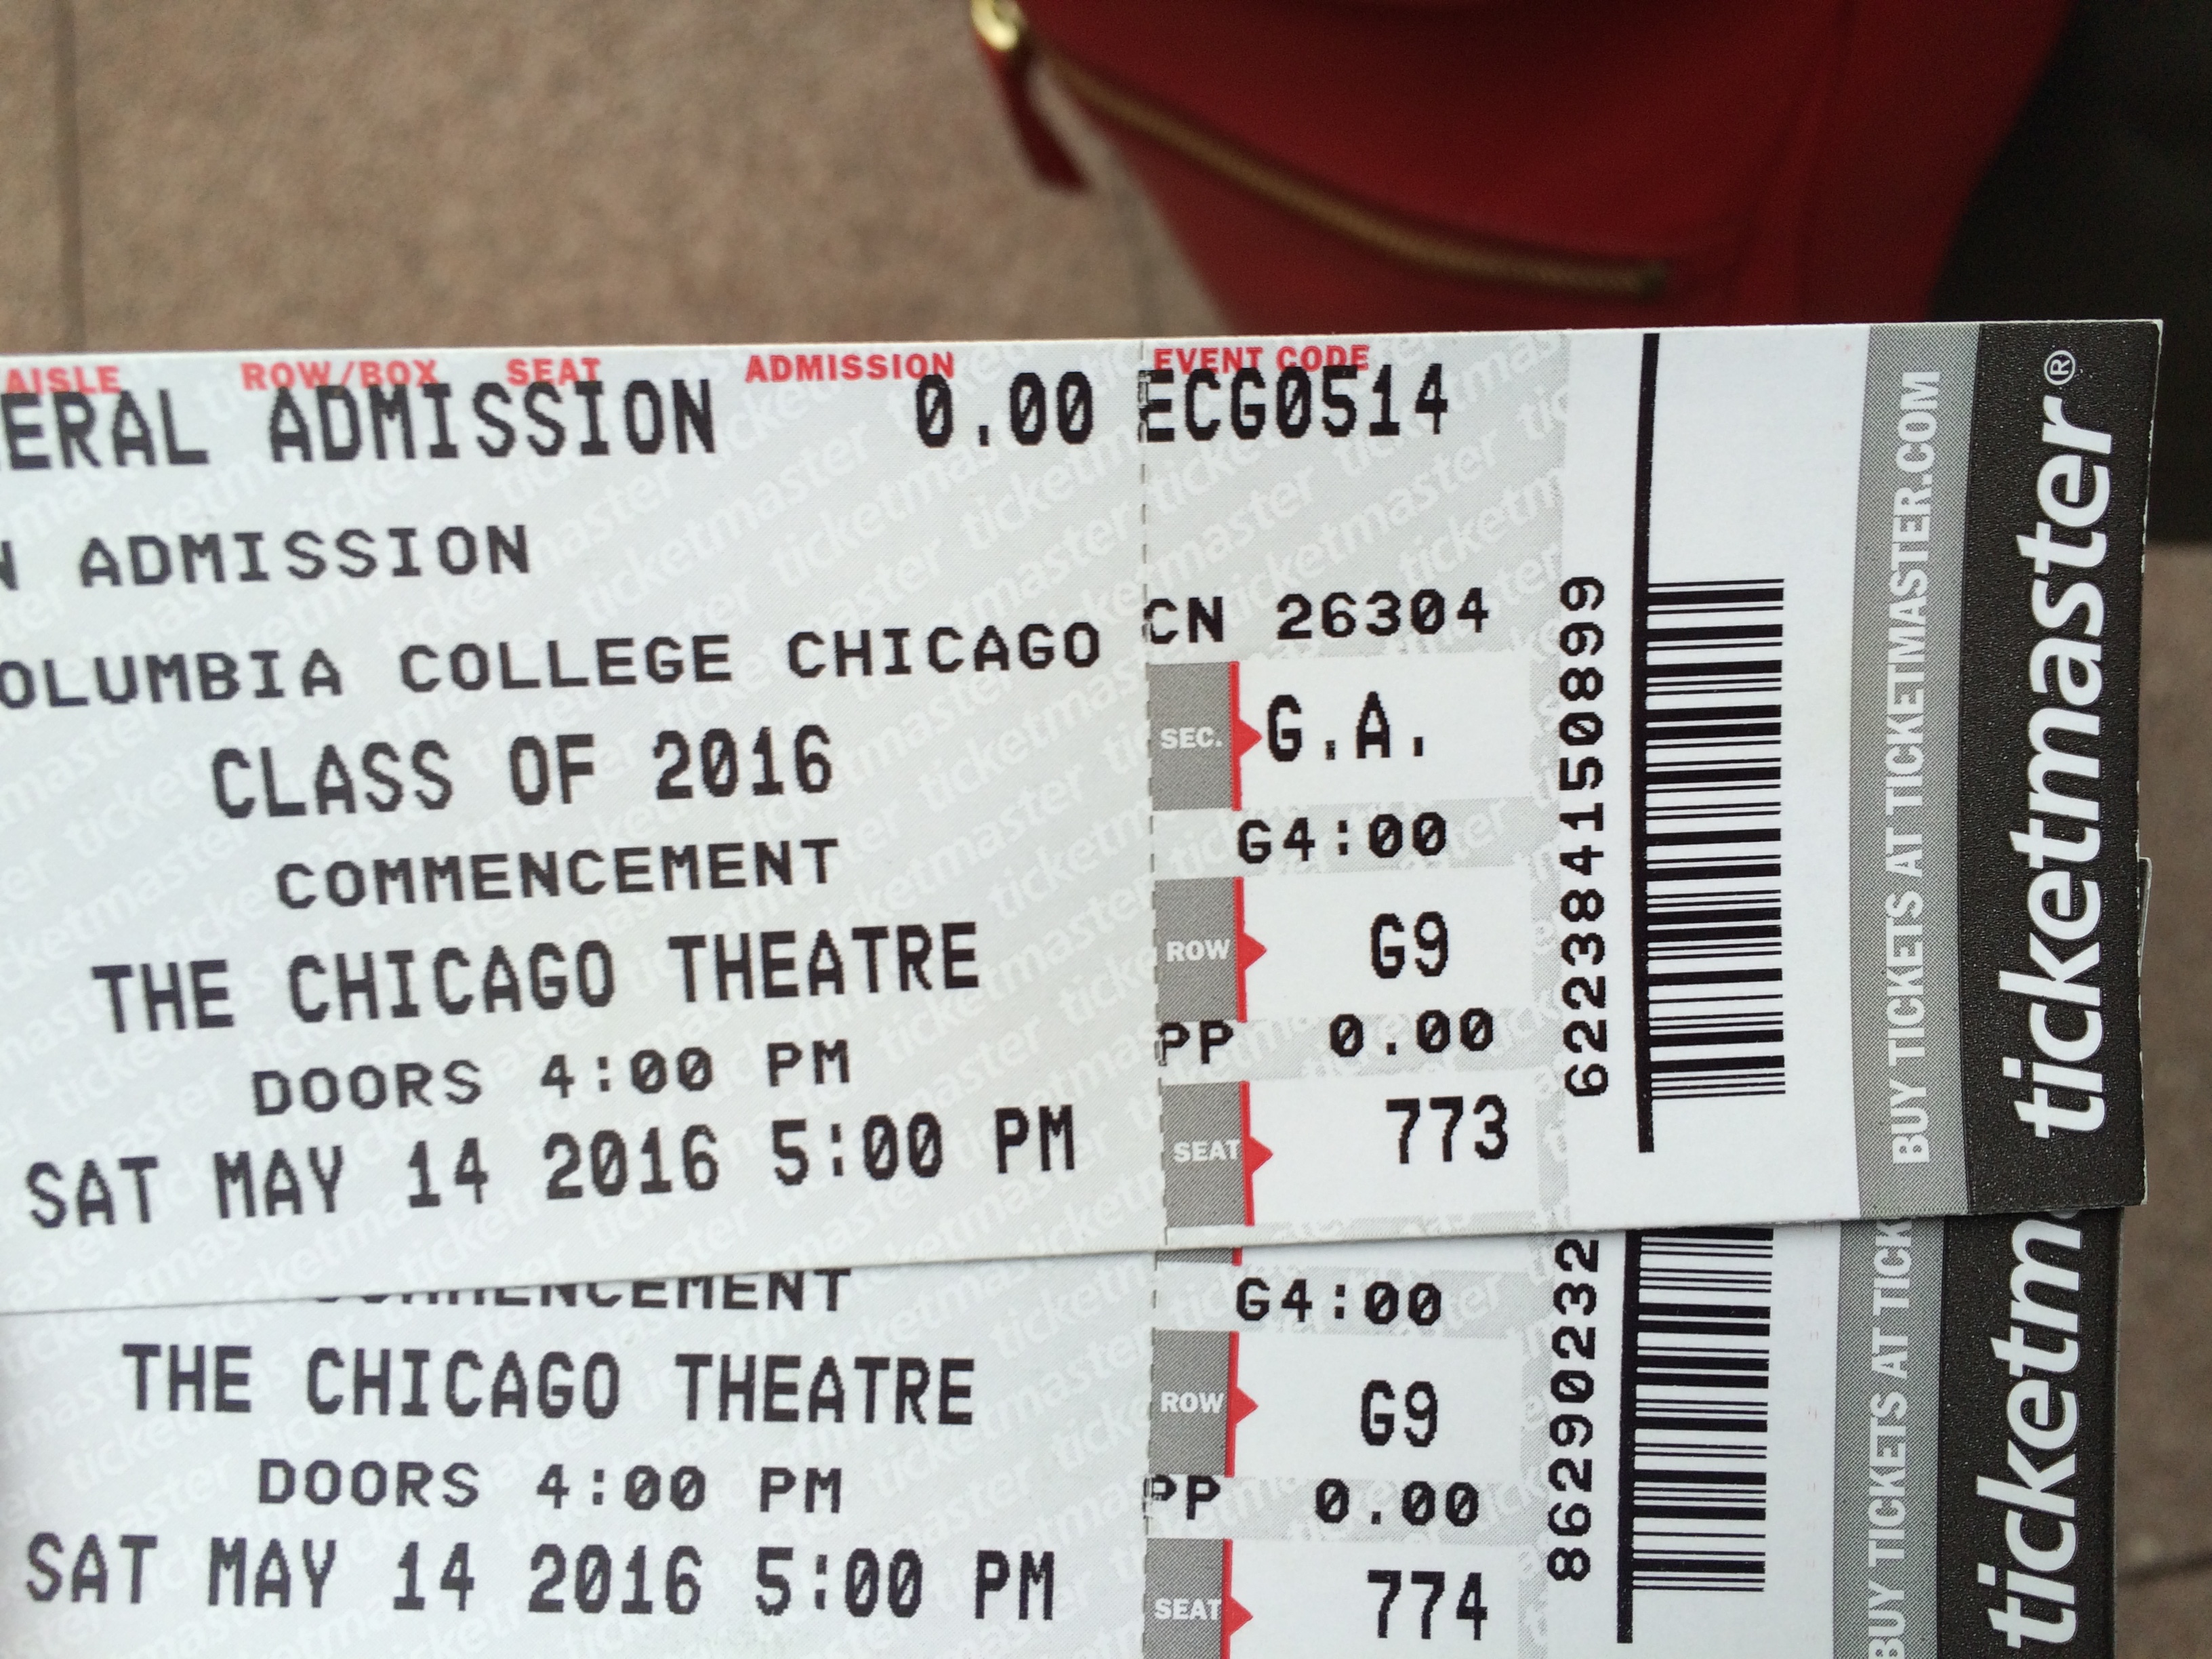 AISLE ROW/BOX SEAT ADMISSION EVENT CODE
ERAL ADMISSION 0.00 ECG0514
N ADMISSION
CN 26304
OLUMBIA COLLEGE CHICAGO
SEC. G.A.
CLASS OF 2016
G4:00
COMMENCEMENT
ROW G9
THE CHICAGO THEATRE
PP 0.00
DOORS 4:00 PM
SEAT 773
SAT MAY 14 2016 5:00 PM
622384150899
BUY TICKETS AT TICKETMASTER.COM
ticketmaster®
COMMENCEMENT
G4:00
THE CHICAGO THEATRE
ROW G9
DOORS 4:00 PM
PP 0.00
SAT MAY 14 2016 5:00 PM
SEAT 774
862290232
BUY TICKETS AT TICK
ticketm